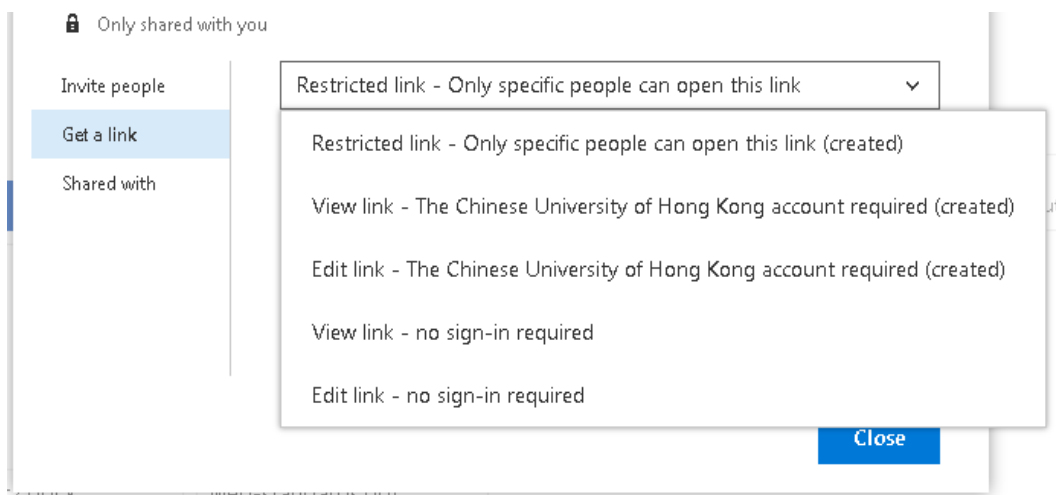 Only shared with you
Invite people
Get a link
Shared with
Restricted link - Only specific people can open this link
Restricted link - Only specific people can open this link (created)
View link - The Chinese University of Hong Kong account required (created)
Edit link - The Chinese University of Hong Kong account required (created)
View link - no sign-in required
Edit link - no sign-in required
Close